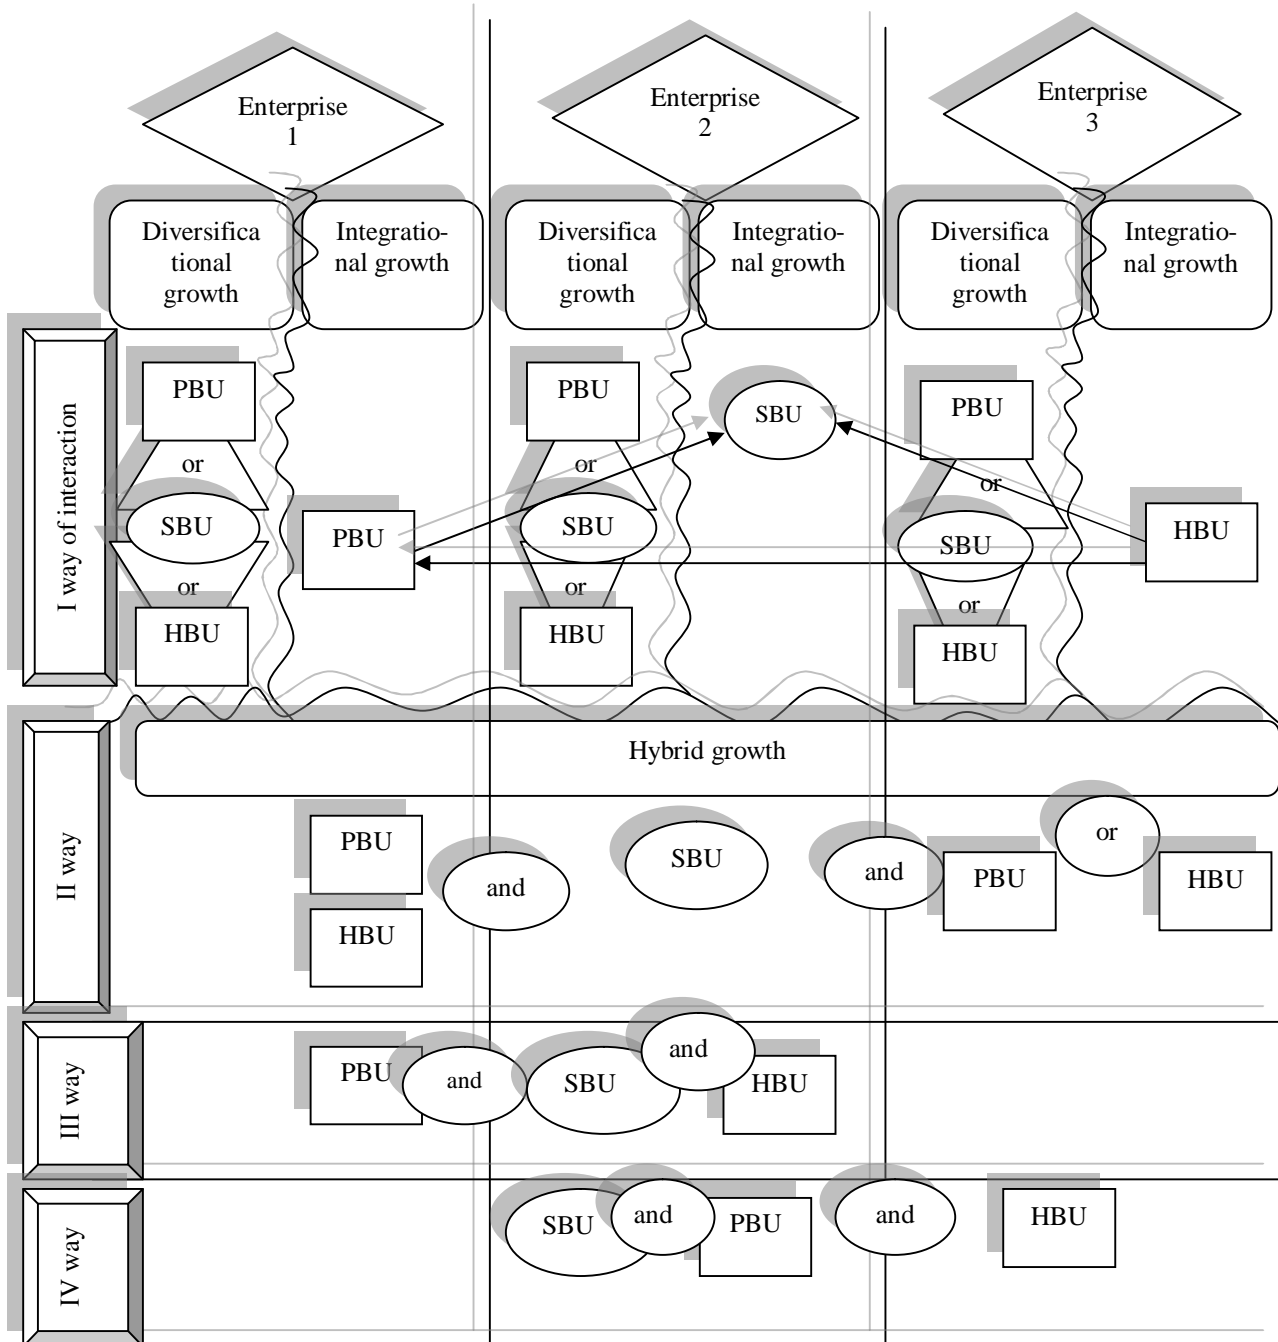 Enterprise
1
Enterprise
2
Enterprise
3
Diversifica
tional
growth
Integratio-
nal growth
Diversifica
tional
growth
Integratio-
nal growth
Diversifica
tional
growth
Integratio-
nal growth
I way of interaction
PBU
or
SBU
or
HBU
PBU
PBU
or
SBU
or
HBU
SBU
PBU
or
SBU
or
HBU
HBU
Hybrid growth
II way
PBU
HBU
and
SBU
and
PBU
or
HBU
III way
PBU
and
SBU
and
HBU
IV way
SBU
and
PBU
and
HBU